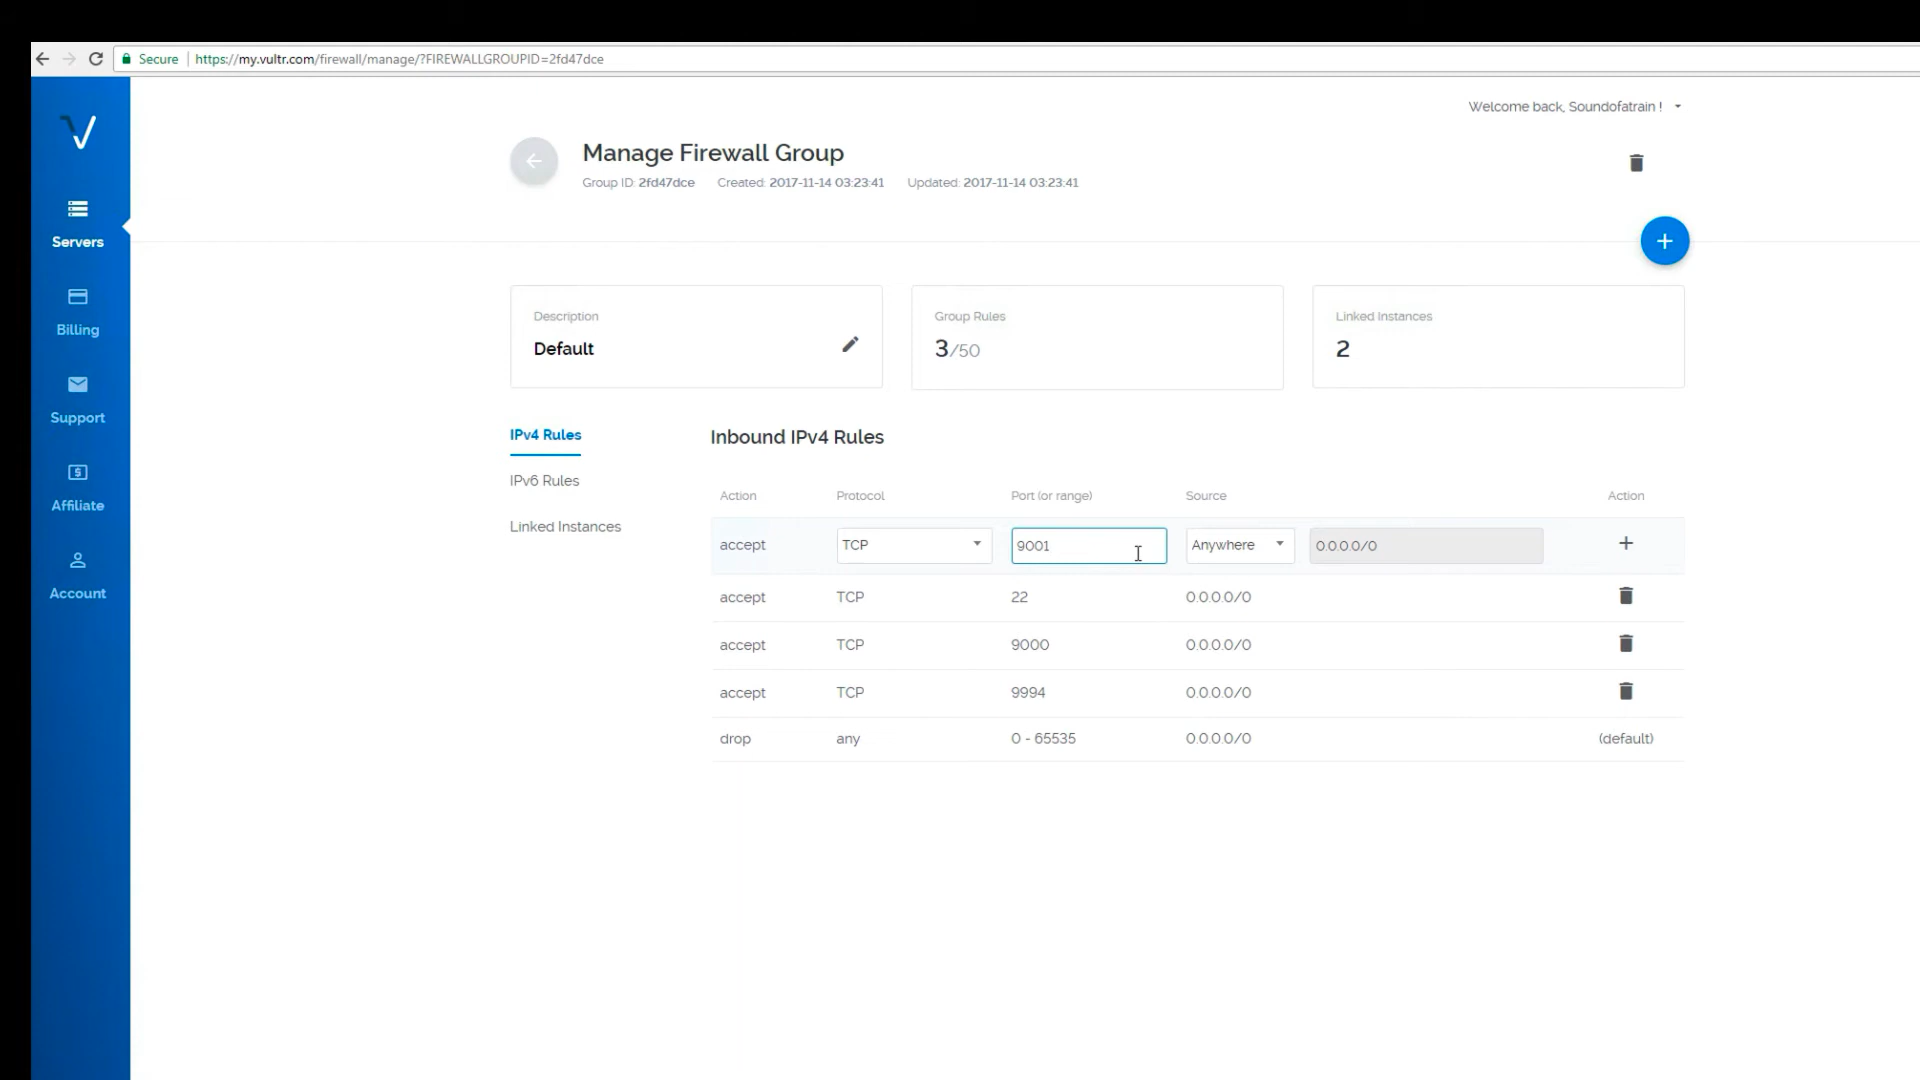 Secure https://my.vultr.com/firewall/manage/?FIREWALLGROUPID=2fd47dce
Welcome back, Soundofatrain !
Manage Firewall Group
Group ID: 2fd47dce Created: 2017-11-14 03:23:41 Updated: 2017-11-14 03:23:41
Servers
Billing
Support
Affiliate
Account
Description
Default
Group Rules
3/50
Linked Instances
2
IPv4 Rules
IPv6 Rules
Linked Instances
Inbound IPv4 Rules
Action Protocol Port (or range) Source Action
accept TCP 9001 Anywhere 0.0.0.0/0 +
accept TCP 22 0.0.0.0/0
accept TCP 9000 0.0.0.0/0
accept TCP 9994 0.0.0.0/0
drop any 0 - 65535 0.0.0.0/0 (default)